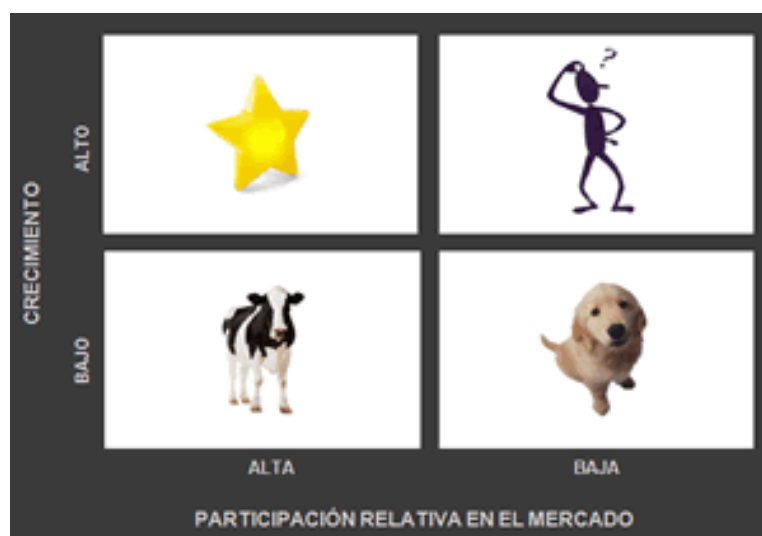 ALTO
?
CRECIMIENTO
BAJO
ALTA
BAJA
PARTICIPACIÓN RELATIVA EN EL MERCADO